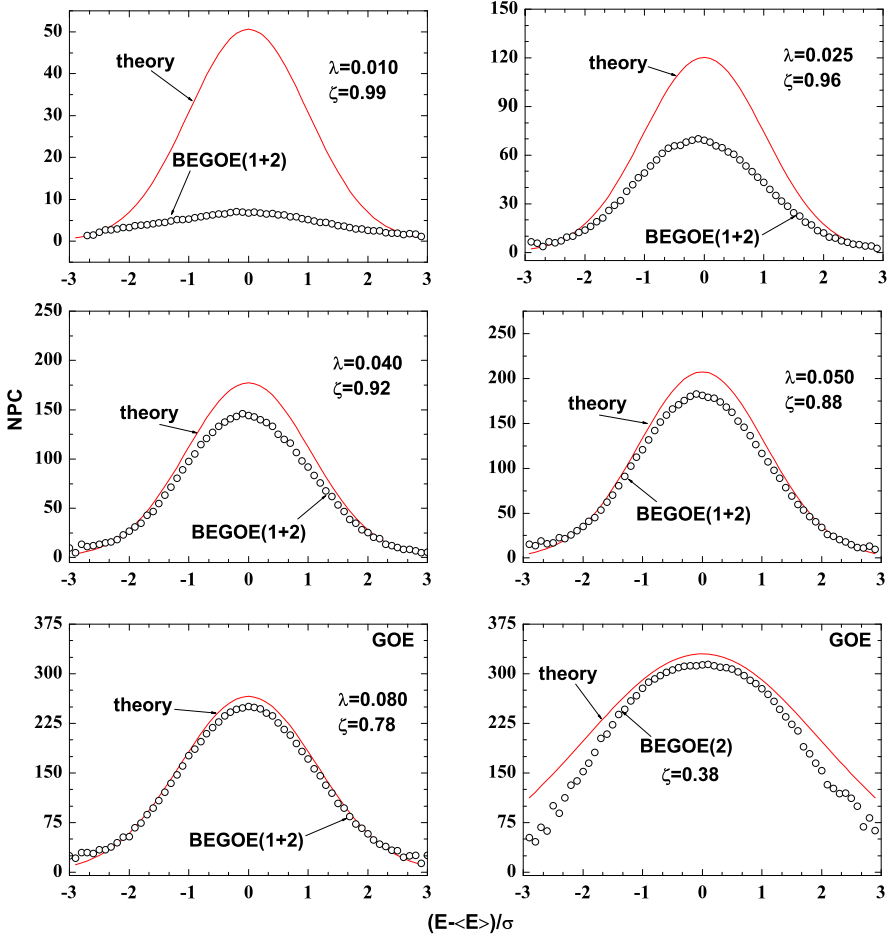 50
40
30
20
10
5
0
theory
λ=0.010
ζ=0.99
BEGOE(1+2)
-3 -2 -1 0 1 2 3
150
120
90
60
30
0
theory
λ=0.025
ζ=0.96
BEGOE(1+2)
-3 -2 -1 0 1 2 3
NPC
250
200
150
100
50
0
theory
λ=0.040
ζ=0.92
BEGOE(1+2)
-3 -2 -1 0 1 2 3
250
200
150
100
50
0
theory
λ=0.050
ζ=0.88
BEGOE(1+2)
-3 -2 -1 0 1 2 3
375
300
225
150
75
0
GOE
theory
λ=0.080
ζ=0.78
BEGOE(1+2)
-3 -2 -1 0 1 2 3
375
300
225
150
75
0
GOE
theory
BEGOE(2)
ζ=0.38
-3 -2 -1 0 1 2 3
(E-<E>)/σ